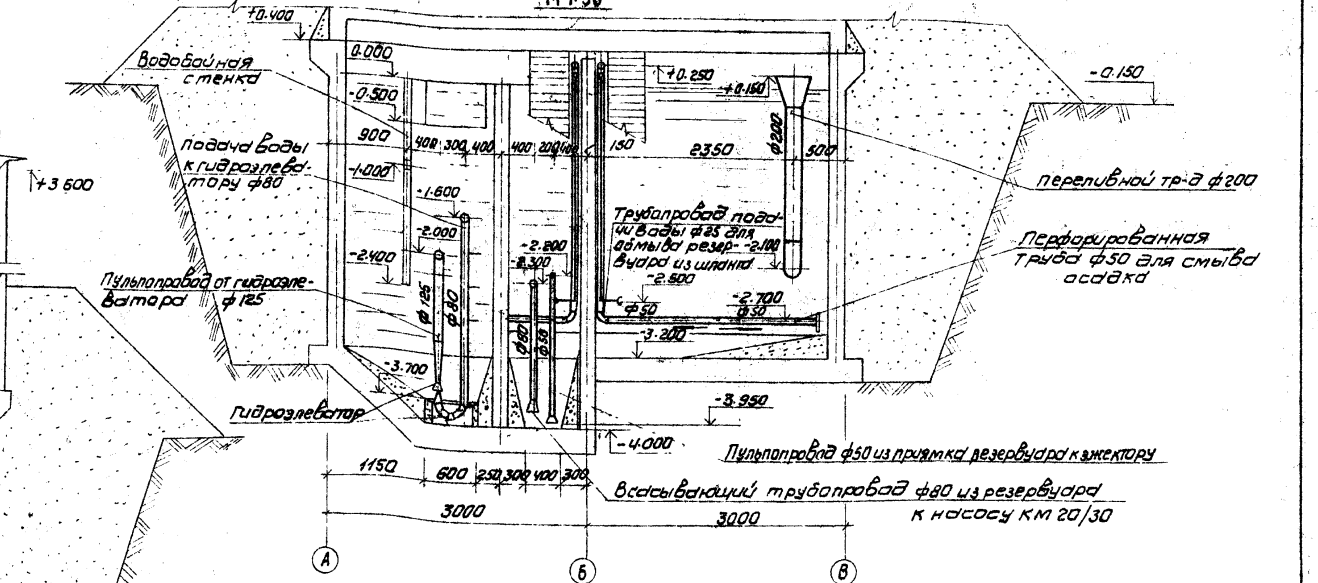 М 1:50
+0.400
Водобойная
стенка
0.000
-0.500
900
400
300
400
400
200
400
150
+0.250
+0.150
ф200
2350
500
-0.150
+3.600
подача воды
к гидроэлева-
тору ф80
-1.000
-1.600
-2.000
-2.400
-2.200
-2.300
Трубопровод пода-
чи воды ф25 для
обмыва резер-
вуара из шланга
-2.100
-2.600
Переливной тр-д ф200
Перфорированная
труба ф50 для смыва
осадка
Пульпопровод от гидроэле-
ватора ф125
ф125
ф80
ф80
ф50
ф50
-2.700
ф50
-3.200
-3.700
Гидроэлеватор
-3.950
-4.000
Пульпопровод ф50 из приямка резервуара к эжектору
1150
600
250
300
400
300
Всасывающий трубопровод ф80 из резервуара
к насосу КМ 20/30
3000
3000
А
Б
В